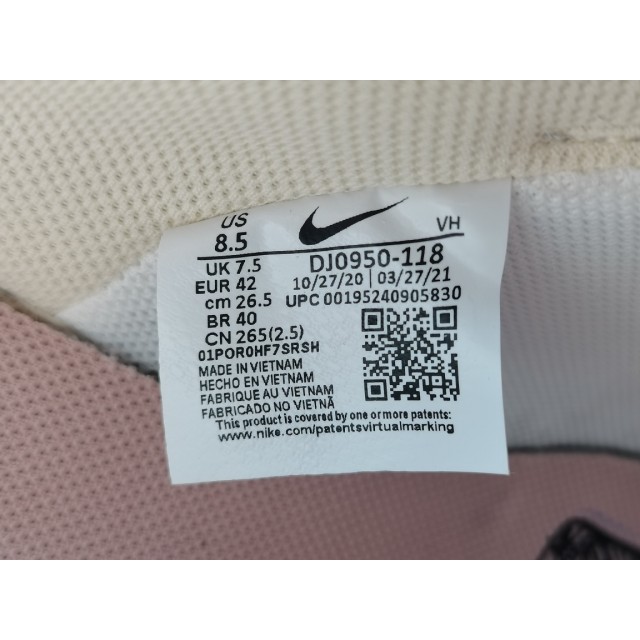 US
8.5
VH
UK 7.5
DJ0950-118
EUR 42
10/27/20 | 03/27/21
cm 26.5
UPC 00195240905830
BR 40
CN 265(2.5)
01POR0HF7SRSH
MADE IN VIETNAM
HECHO EN VIETNAM
FABRIQUE AU VIETNAM
FABRICADO NO VIETNÃ
This product is covered by one or more patents:
www.nike.com/patentsvirtualmarking